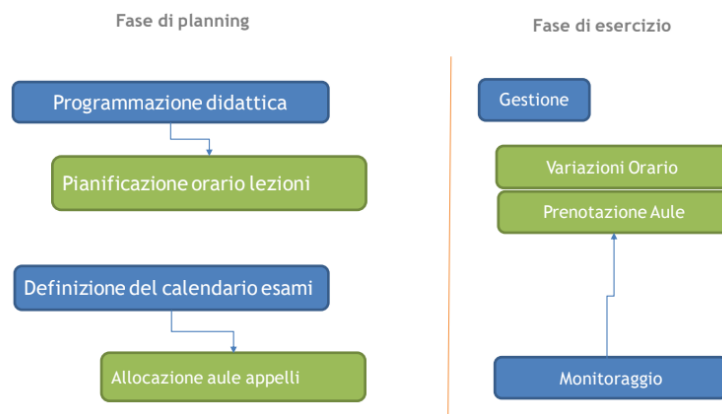 Fase di planning
Programmazione didattica
Pianificazione orario lezioni
Definizione del calendario esami
Allocazione aule appelli
Fase di esercizio
Gestione
Variazioni Orario
Prenotazione Aule
Monitoraggio